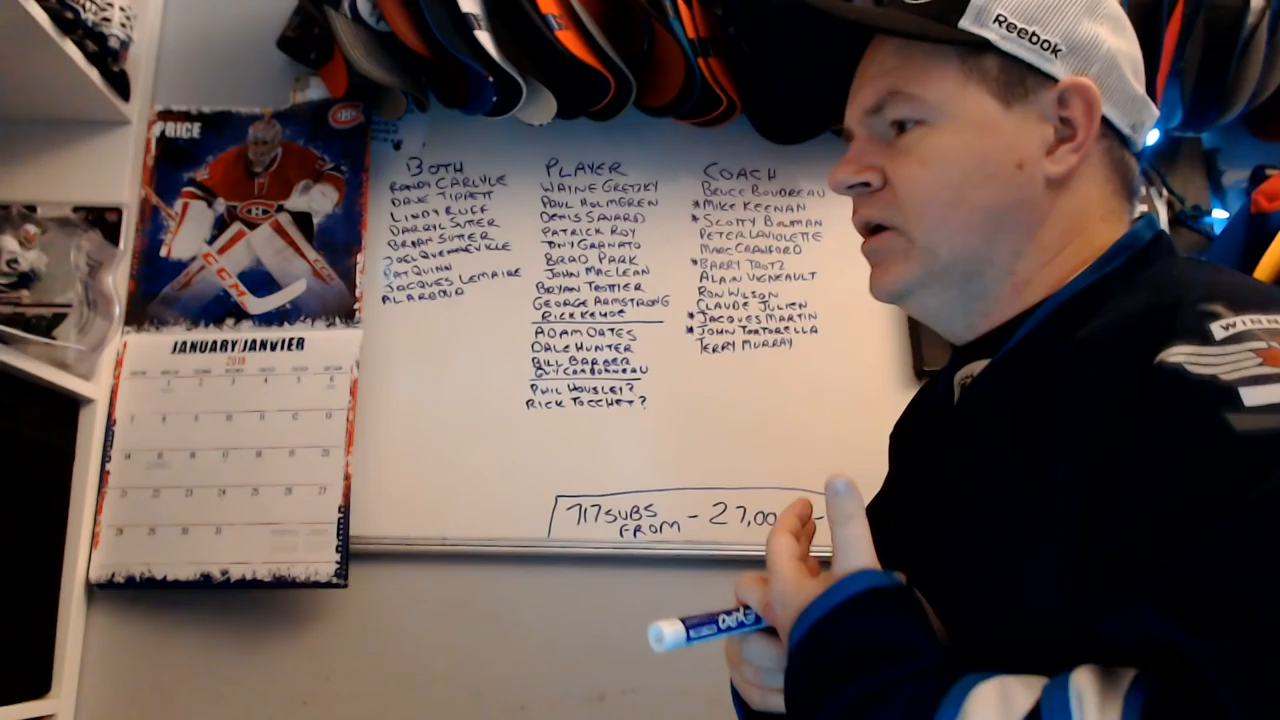 Reebok
PRICE
JANUARY/JANVIER
2018
BOTH
RANDY CARLYLE
DAVE TIPPETT
LINDY RUFF
DARRYL SUTTER
BRIAN SUTTER
JOEL QUENNEVILLE
PAT QUINN
JACQUES LEMAIRE
AL ARBOUR
PLAYER
WAYNE GRETZKY
PAUL HOLMGREN
DENIS SAVARD
PATRICK ROY
TONY GRANATO
BRAD PARK
JOHN MACLEAN
BRYAN TROTTIER
GEORGE ARMSTRONG
RICK KEHOE
ADAM OATES
DALE HUNTER
BILL BARBER
GUY CARBONNEAU
PHIL HOUSLEY?
RICK TOCCHET?
COACH
BRUCE BOUDREAU
*MIKE KEENAN
*SCOTTY BOWMAN
PETER LAVIOLETTE
MARC CRAWFORD
*BARRY TROTZ
ALAIN VIGNEAULT
RON WILSON
CLAUDE JULIEN
*JACQUES MARTIN
*JOHN TORTORELLA
TERRY MURRAY
717 SUBS - 27,00
FROM
CCM
WINN